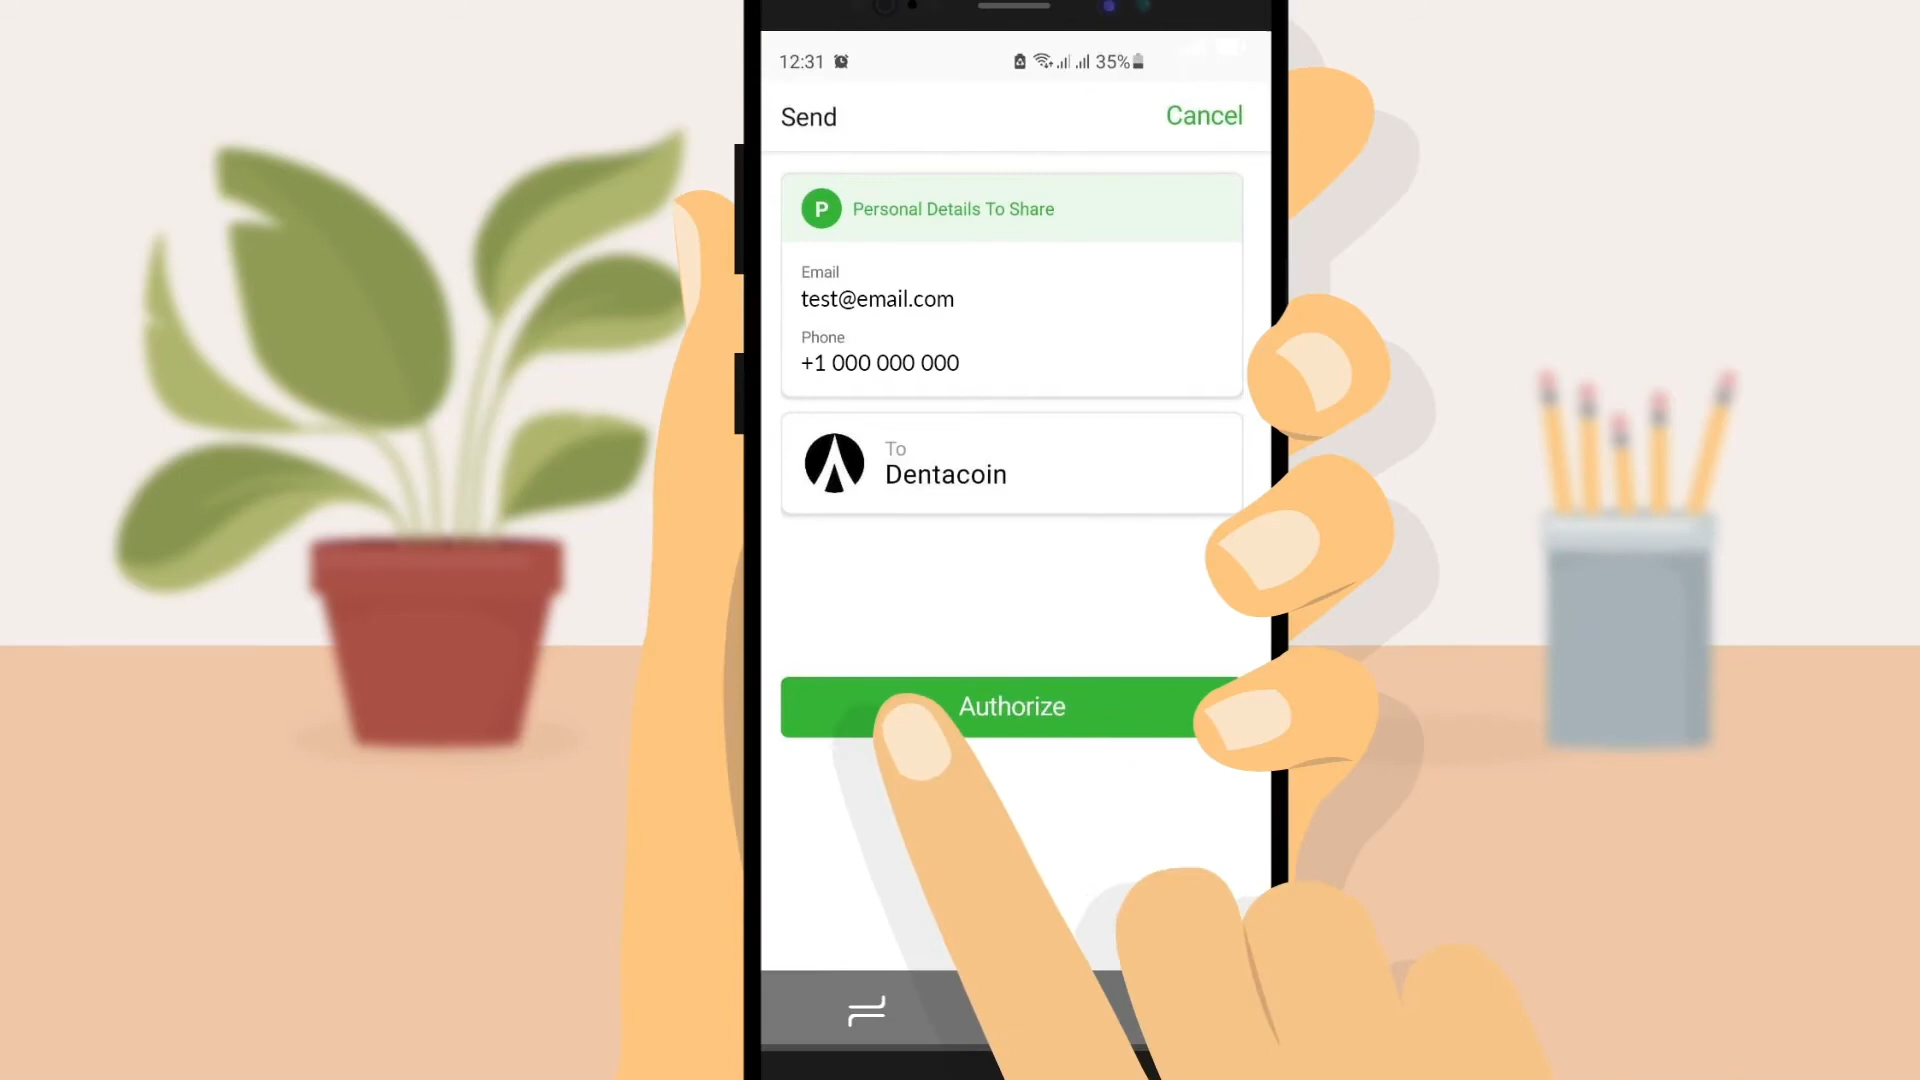 12:31 35%
Send Cancel
P Personal Details To Share
Email
test@email.com
Phone
+1 000 000 000
To
Dentacoin
Authorize